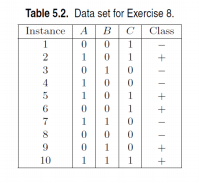 Table 5.2. Data set for Exercise 8.
Instance A B C Class
1 0 0 1 −
2 1 0 1 +
3 0 1 0 −
4 1 0 0 −
5 1 0 1 +
6 0 0 1 +
7 1 1 0 −
8 0 0 0 −
9 0 1 0 +
10 1 1 1 +